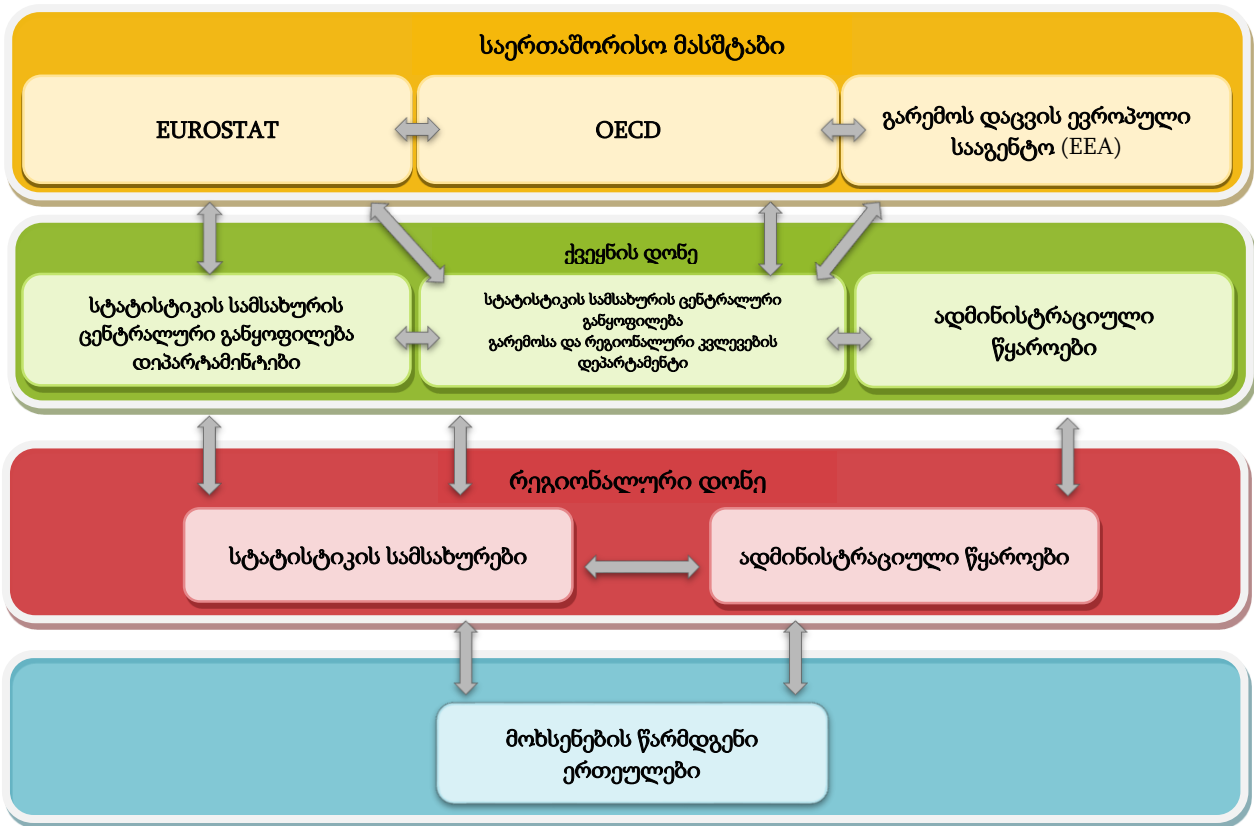 საერთაშორისო მასშტაბი
EUROSTAT
OECD
გარემოს დაცვის ევროპული
სააგენტო (EEA)
ქვეყნის დონე
სტატისტიკის სამსახურის
ცენტრალური განყოფილება
დეპარტამენტები
სტატისტიკის სამსახურის ცენტრალური
განყოფილება
გარემოსა და რეგიონალური კვლევების
დეპარტამენტი
ადმინისტრაციული
წყაროები
რეგიონალური დონე
სტატისტიკის სამსახურები
ადმინისტრაციული წყაროები
მოხსენების წარმდგენი
ერთეულები